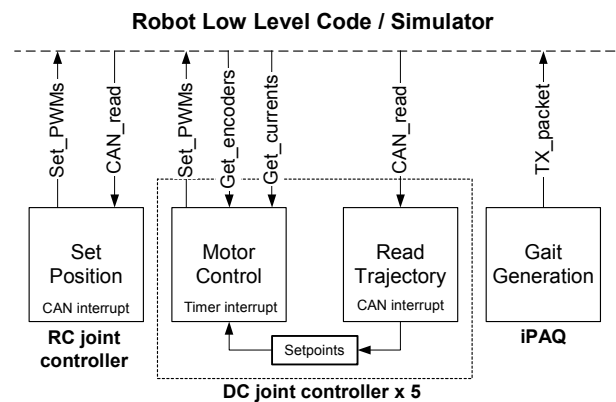 Robot Low Level Code / Simulator
Set_PWMs
CAN_read
Set_PWMs
Get_encoders
Get_currents
CAN_read
TX_packet
Set
Position
CAN interrupt
Motor
Control
Timer interrupt
Read
Trajectory
CAN interrupt
Gait
Generation
RC joint
controller
Setpoints
iPAQ
DC joint controller x 5